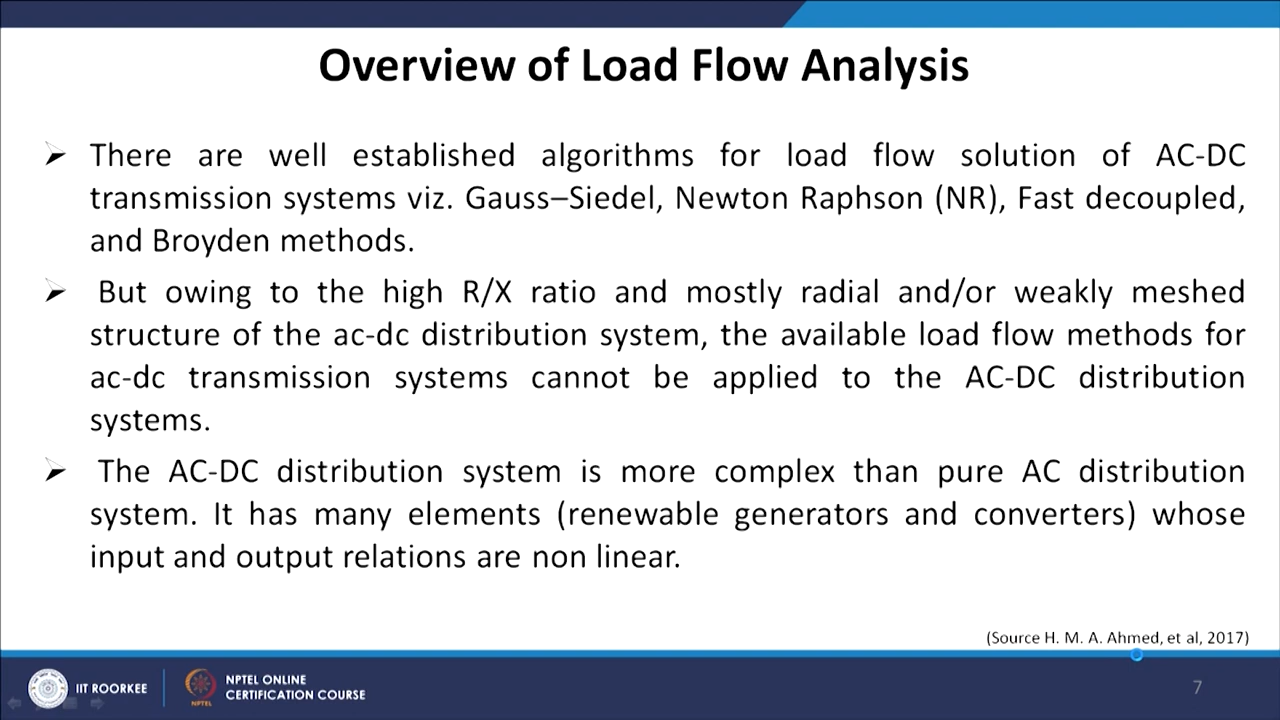 Overview of Load Flow Analysis
There are well established algorithms for load flow solution of AC-DC
transmission systems viz. Gauss–Siedel, Newton Raphson (NR), Fast decoupled,
and Broyden methods.
But owing to the high R/X ratio and mostly radial and/or weakly meshed
structure of the ac-dc distribution system, the available load flow methods for
ac-dc transmission systems cannot be applied to the AC-DC distribution
systems.
The AC-DC distribution system is more complex than pure AC distribution
system. It has many elements (renewable generators and converters) whose
input and output relations are non linear.
(Source H. M. A. Ahmed, et al, 2017)
IIT ROORKEE
NPTEL
NPTEL ONLINE
CERTIFICATION COURSE
7